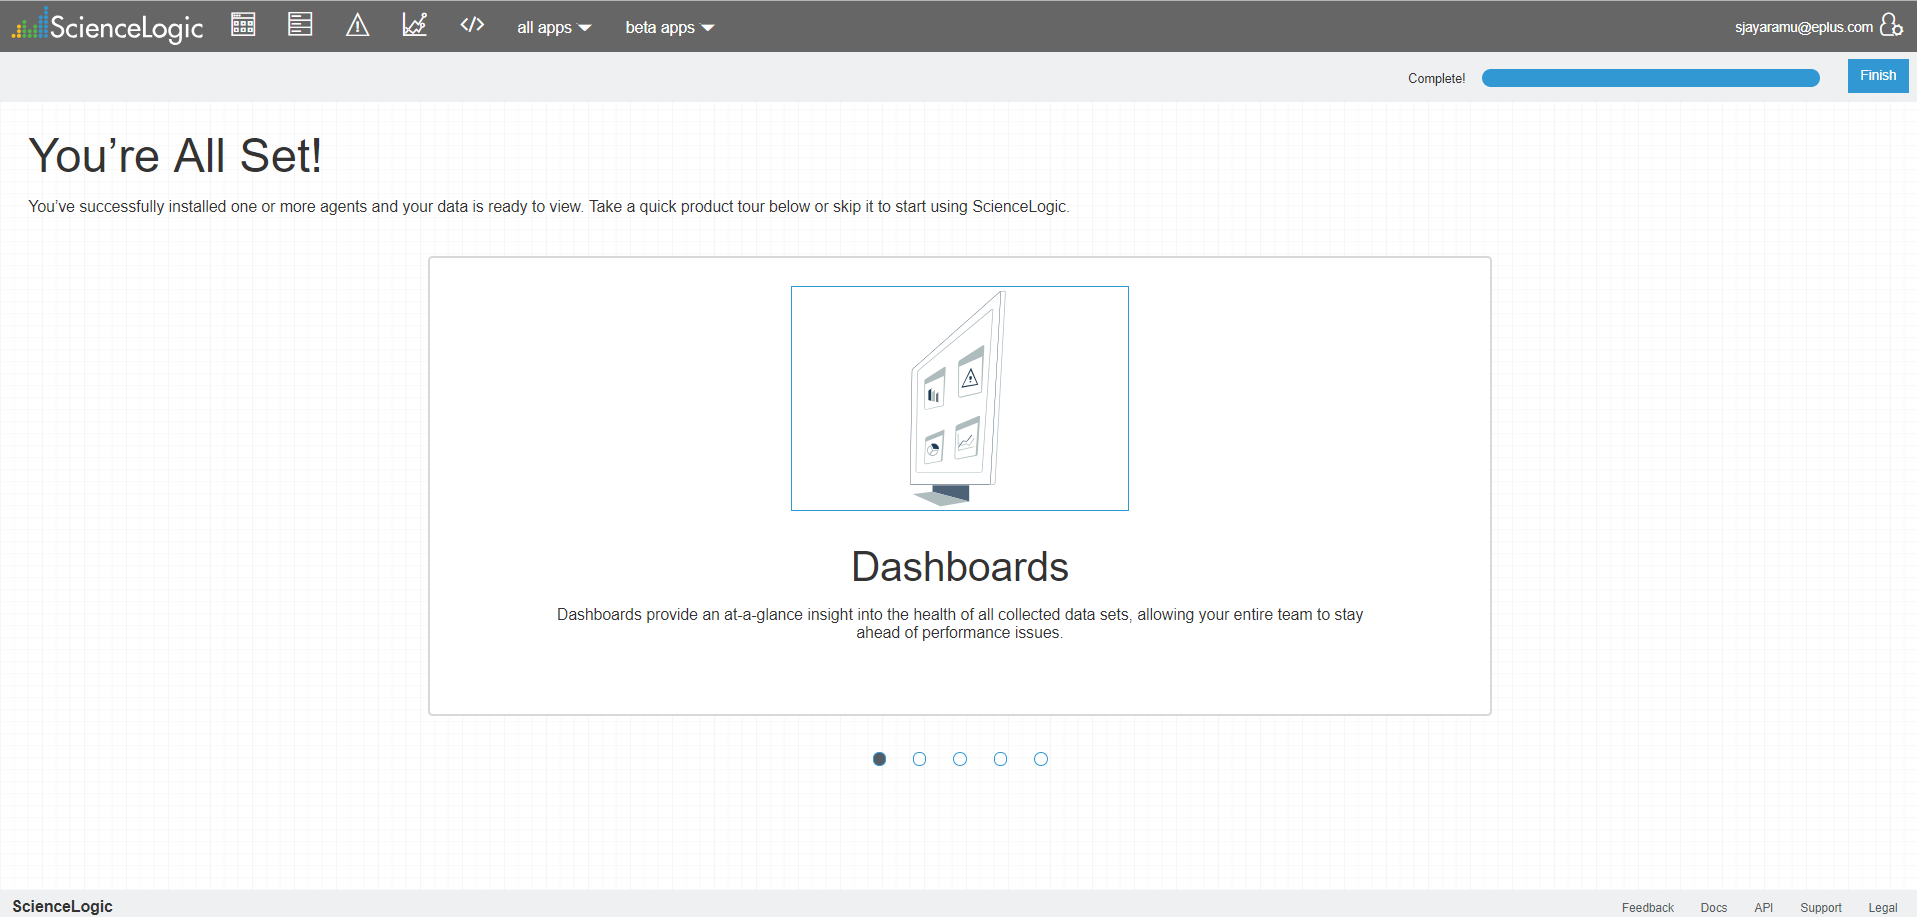 ScienceLogic
all apps
beta apps
sjayaramu@eplus.com
Complete!
Finish
You’re All Set!
You’ve successfully installed one or more agents and your data is ready to view. Take a quick product tour below or skip it to start using ScienceLogic.
Dashboards
Dashboards provide an at-a-glance insight into the health of all collected data sets, allowing your entire team to stay
ahead of performance issues.
ScienceLogic
Feedback
Docs
API
Support
Legal